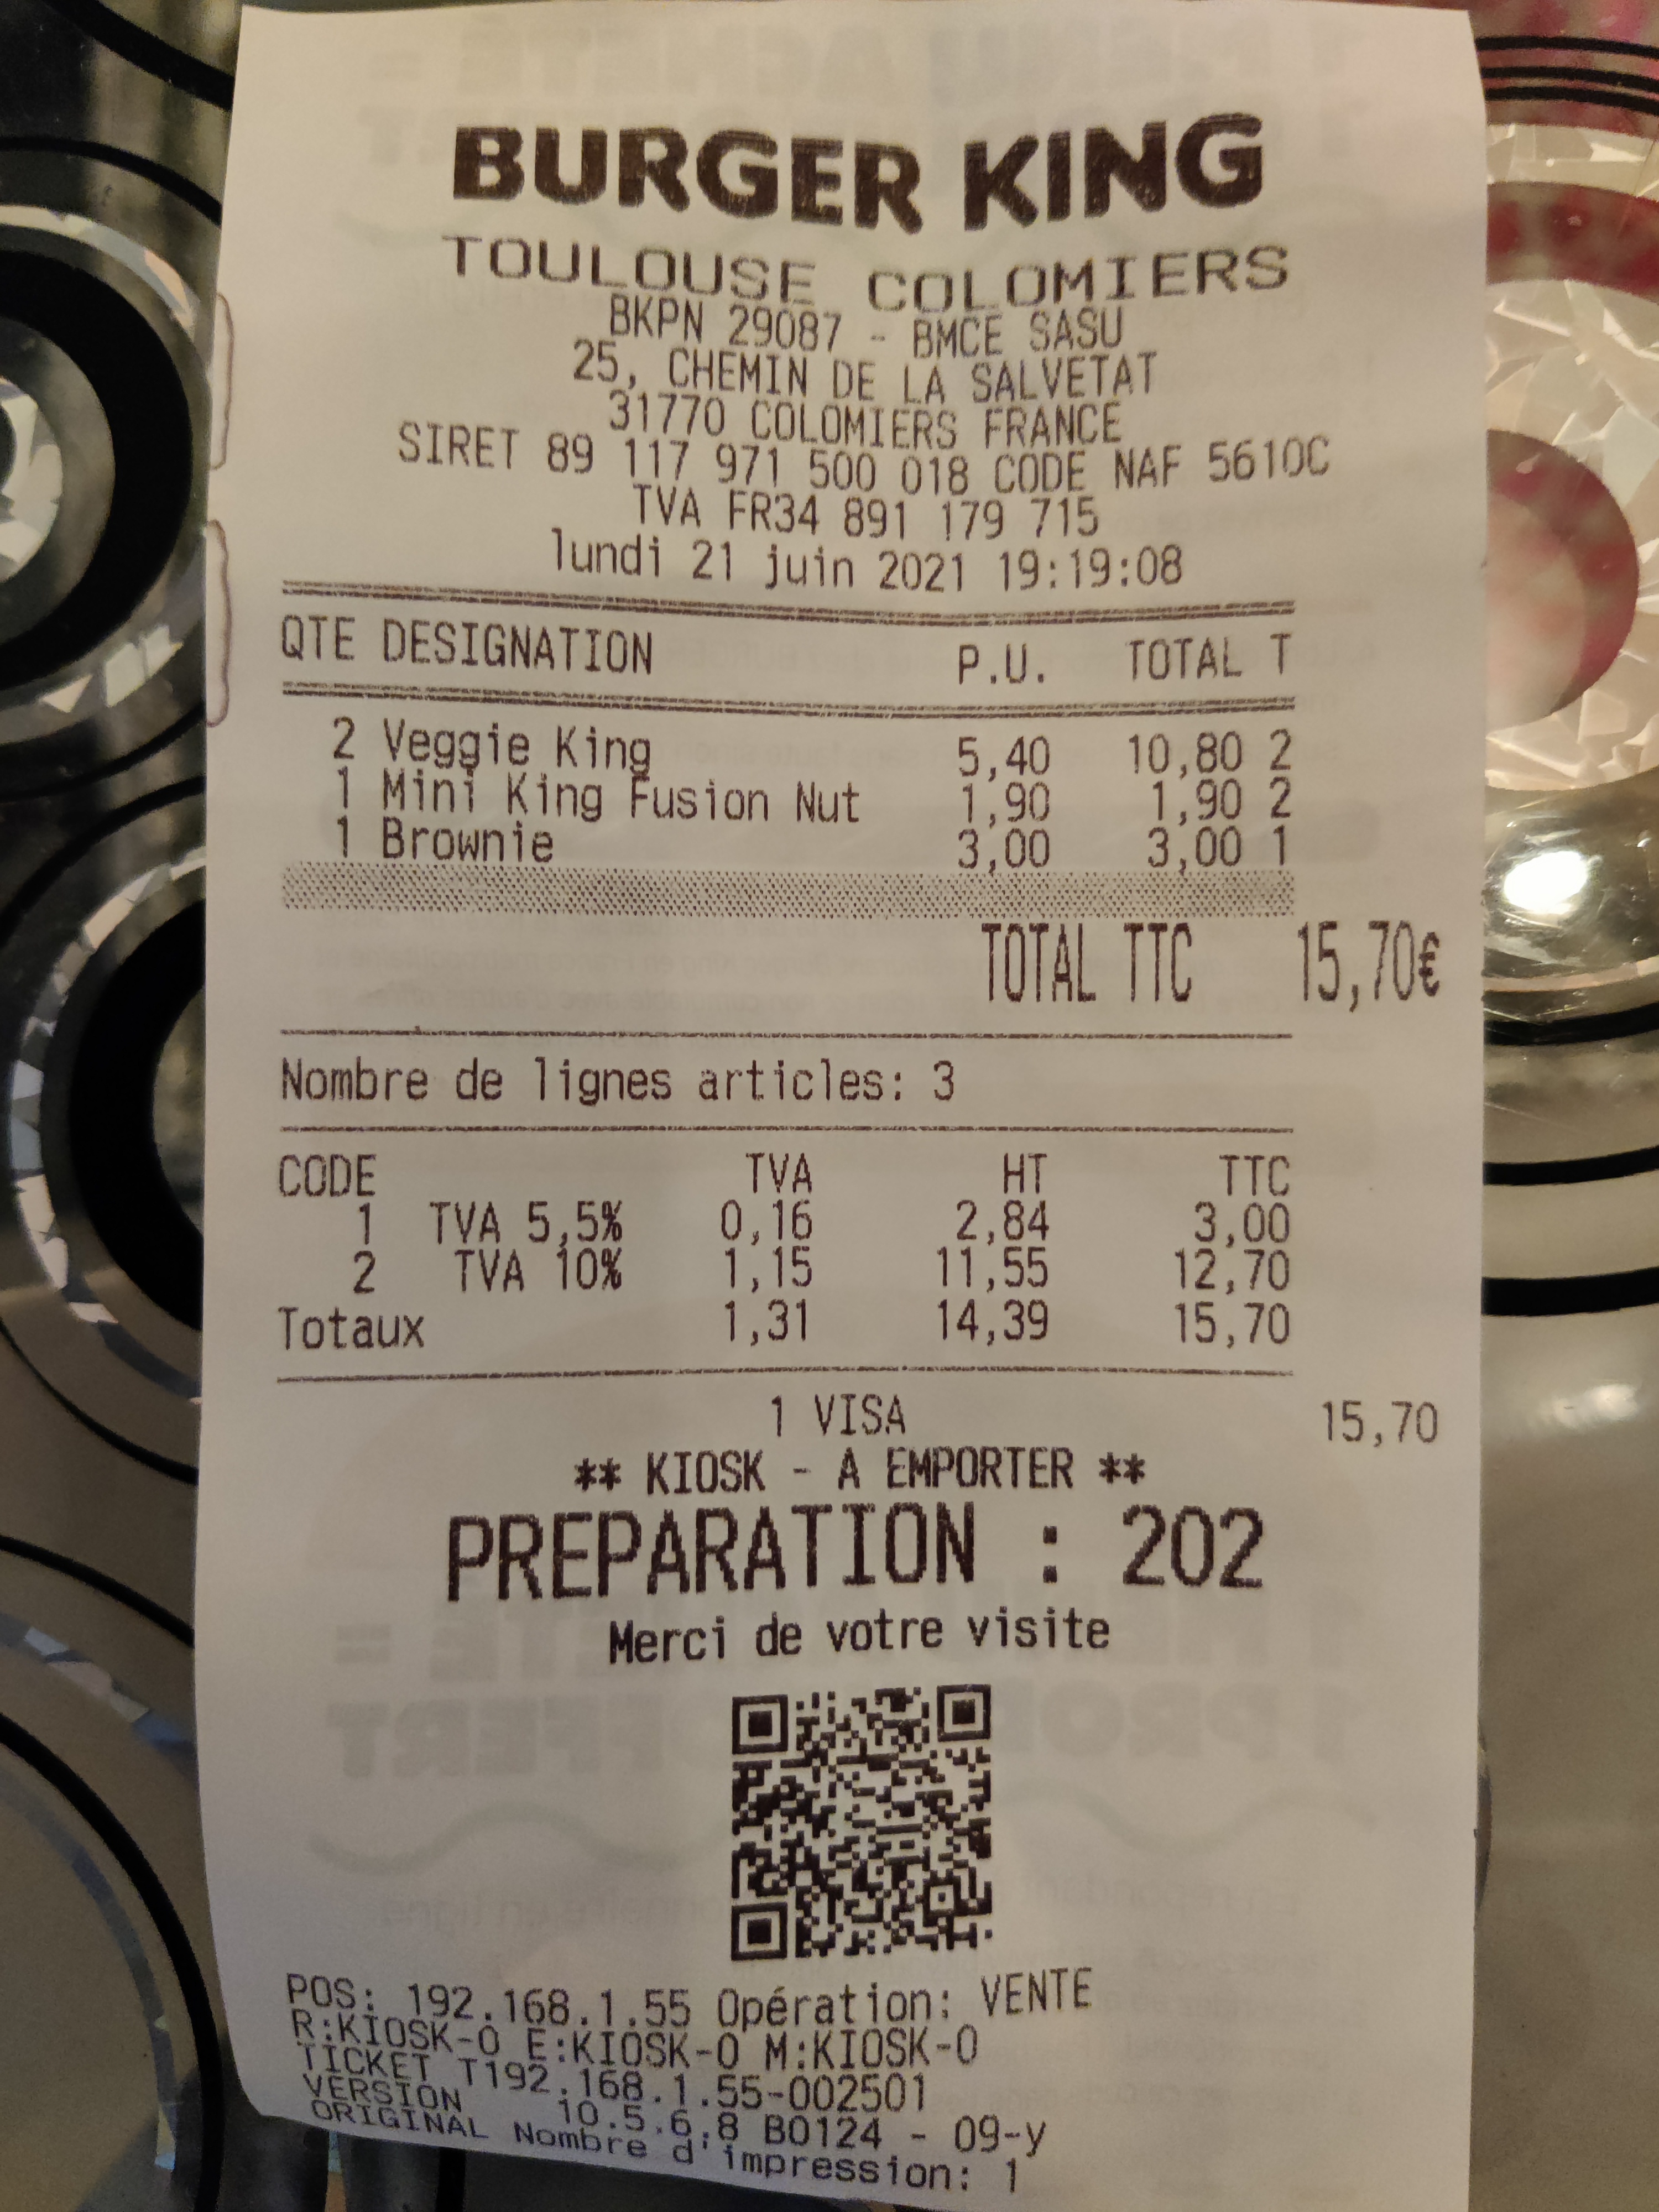 BURGER KING
TOULOUSE COLOMIERS
BKPN 29087 - BMCE SASU
25, CHEMIN DE LA SALVETAT
31770 COLOMIERS FRANCE
SIRET 89 117 971 500 018 CODE NAF 5610C
TVA FR34 891 179 715
lundi 21 juin 2021 19:19:08
QTE DESIGNATION P.U. TOTAL T
2 Veggie King 5,40 10,80 2
1 Mini King Fusion Nut 1,90 1,90 2
1 Brownie 3,00 3,00 1
TOTAL TTC 15,70€
Nombre de lignes articles: 3
CODE TVA HT TTC
1 TVA 5,5% 0,16 2,84 3,00
2 TVA 10% 1,15 11,55 12,70
Totaux 1,31 14,39 15,70
1 VISA 15,70
** KIOSK - A EMPORTER **
PREPARATION : 202
Merci de votre visite
POS: 192.168.1.55 Opération: VENTE
R:KIOSK-O E:KIOSK-O M:KIOSK-O
TICKET T192.168.1.55-002501
VERSION 10.5.6.8 B0124 - 09-y
ORIGINAL Nombre d'impression: 1